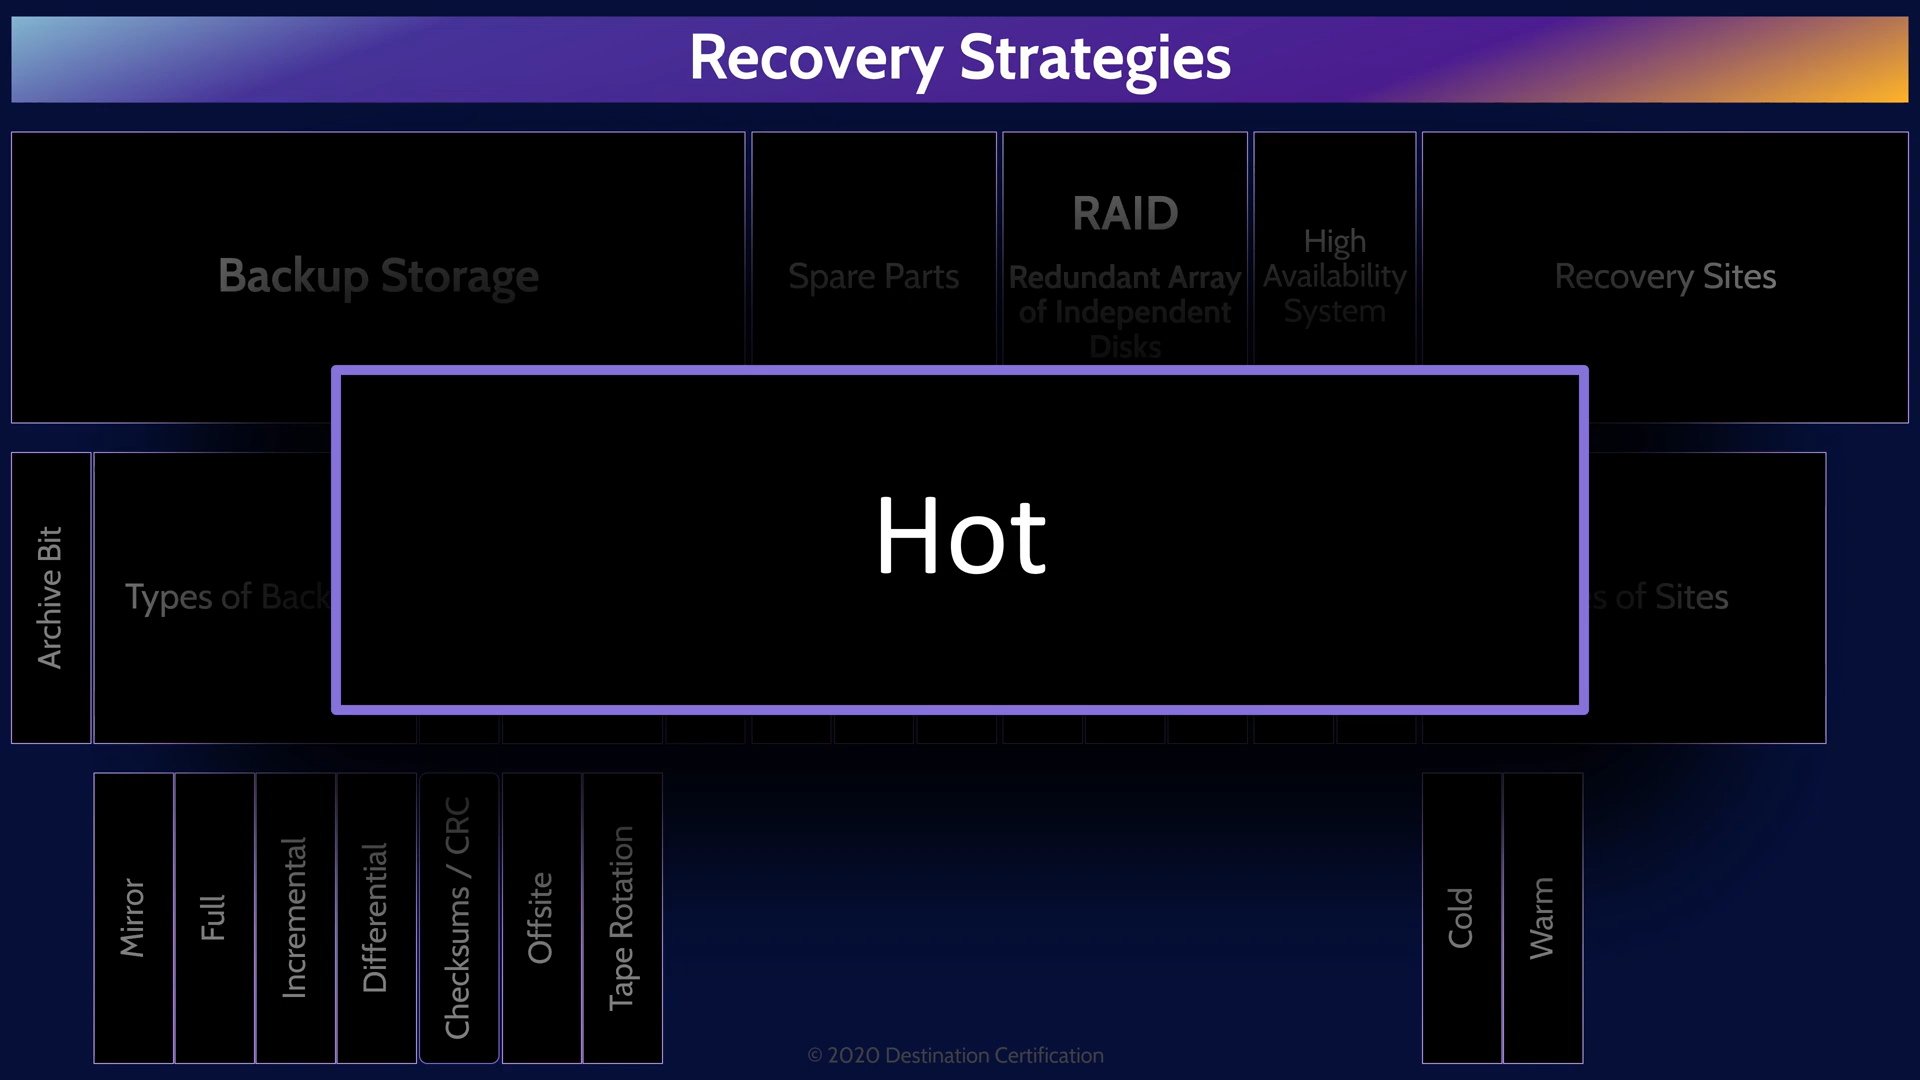 Recovery Strategies
Backup Storage
Spare Parts
RAID
Redundant Array
of Independent
Disks
High
Availability
System
Recovery Sites
Archive Bit
Types of Back
Hot
s of Sites
Mirror
Full
Incremental
Differential
Checksums / CRC
Offsite
Tape Rotation
Cold
Warm
© 2020 Destination Certification